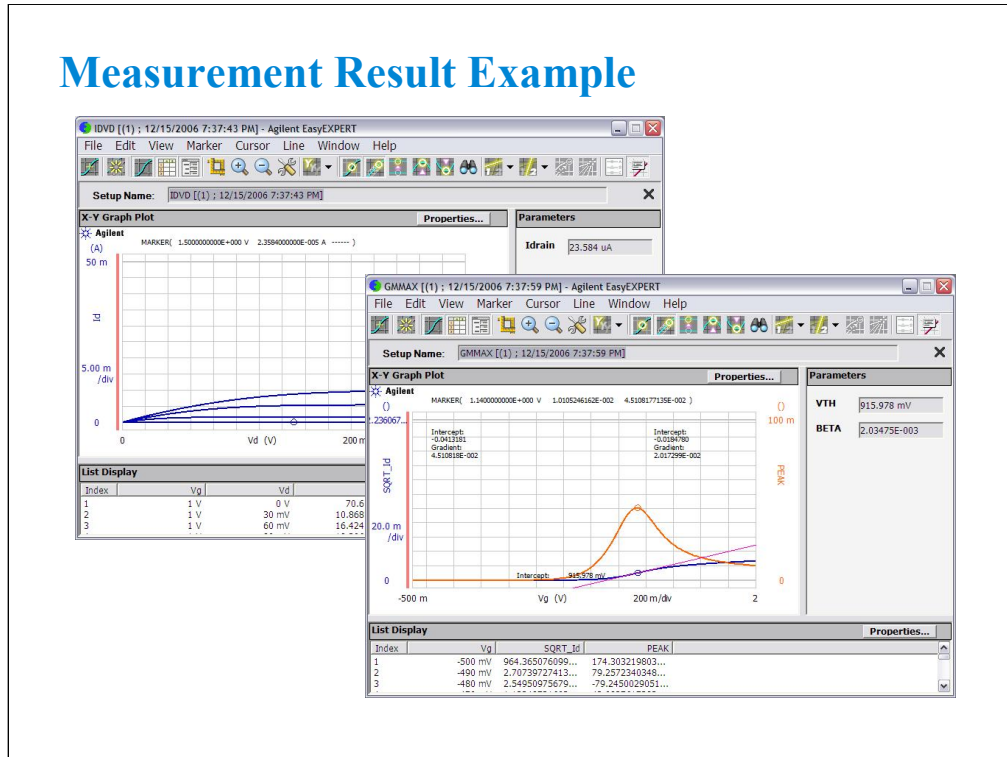 Measurement Result Example
IDVD [(1) ; 12/15/2006 7:37:43 PM] - Agilent EasyEXPERT
File Edit View Marker Cursor Line Window Help
Setup Name: IDVD [(1) ; 12/15/2006 7:37:43 PM]
X-Y Graph Plot Properties... Parameters
Agilent
MARKER( 1.5000000000E+000 V 2.3584000000E-005 A ------ )
Idrain 23.584 uA
(A)
50 m
Id
5.00 m
/div
0
0 Vd (V) 200 m
List Display
Index Vg Vd
1 1 V 0 V 70.6
2 1 V 30 mV 10.868
3 1 V 60 mV 16.424
GMMAX [(1) ; 12/15/2006 7:37:59 PM] - Agilent EasyEXPERT
File Edit View Marker Cursor Line Window Help
Setup Name: GMMAX [(1) ; 12/15/2006 7:37:59 PM]
X-Y Graph Plot Properties... Parameters
Agilent
MARKER( 1.1400000000E+000 V 1.0105246162E-002 4.5108177135E-002 )
VTH 915.978 mV
BETA 2.03475E-003
() ()
2.236067... 100 m
Intercept: Intercept:
-0.0413181 -0.0184780
Gradient: Gradient:
4.510818E-002 2.017299E-002
SQRT_Id PEAK
20.0 m
/div
Intercept: 915.978 mV
0 0
-500 m Vg (V) 200 m/div 2
List Display Properties...
Index Vg SQRT_Id PEAK
1 -500 mV 964.365076099... 174.303219803...
2 -490 mV 2.70739727413... 79.2572340348...
3 -480 mV 2.54950975679... -79.2450029051...